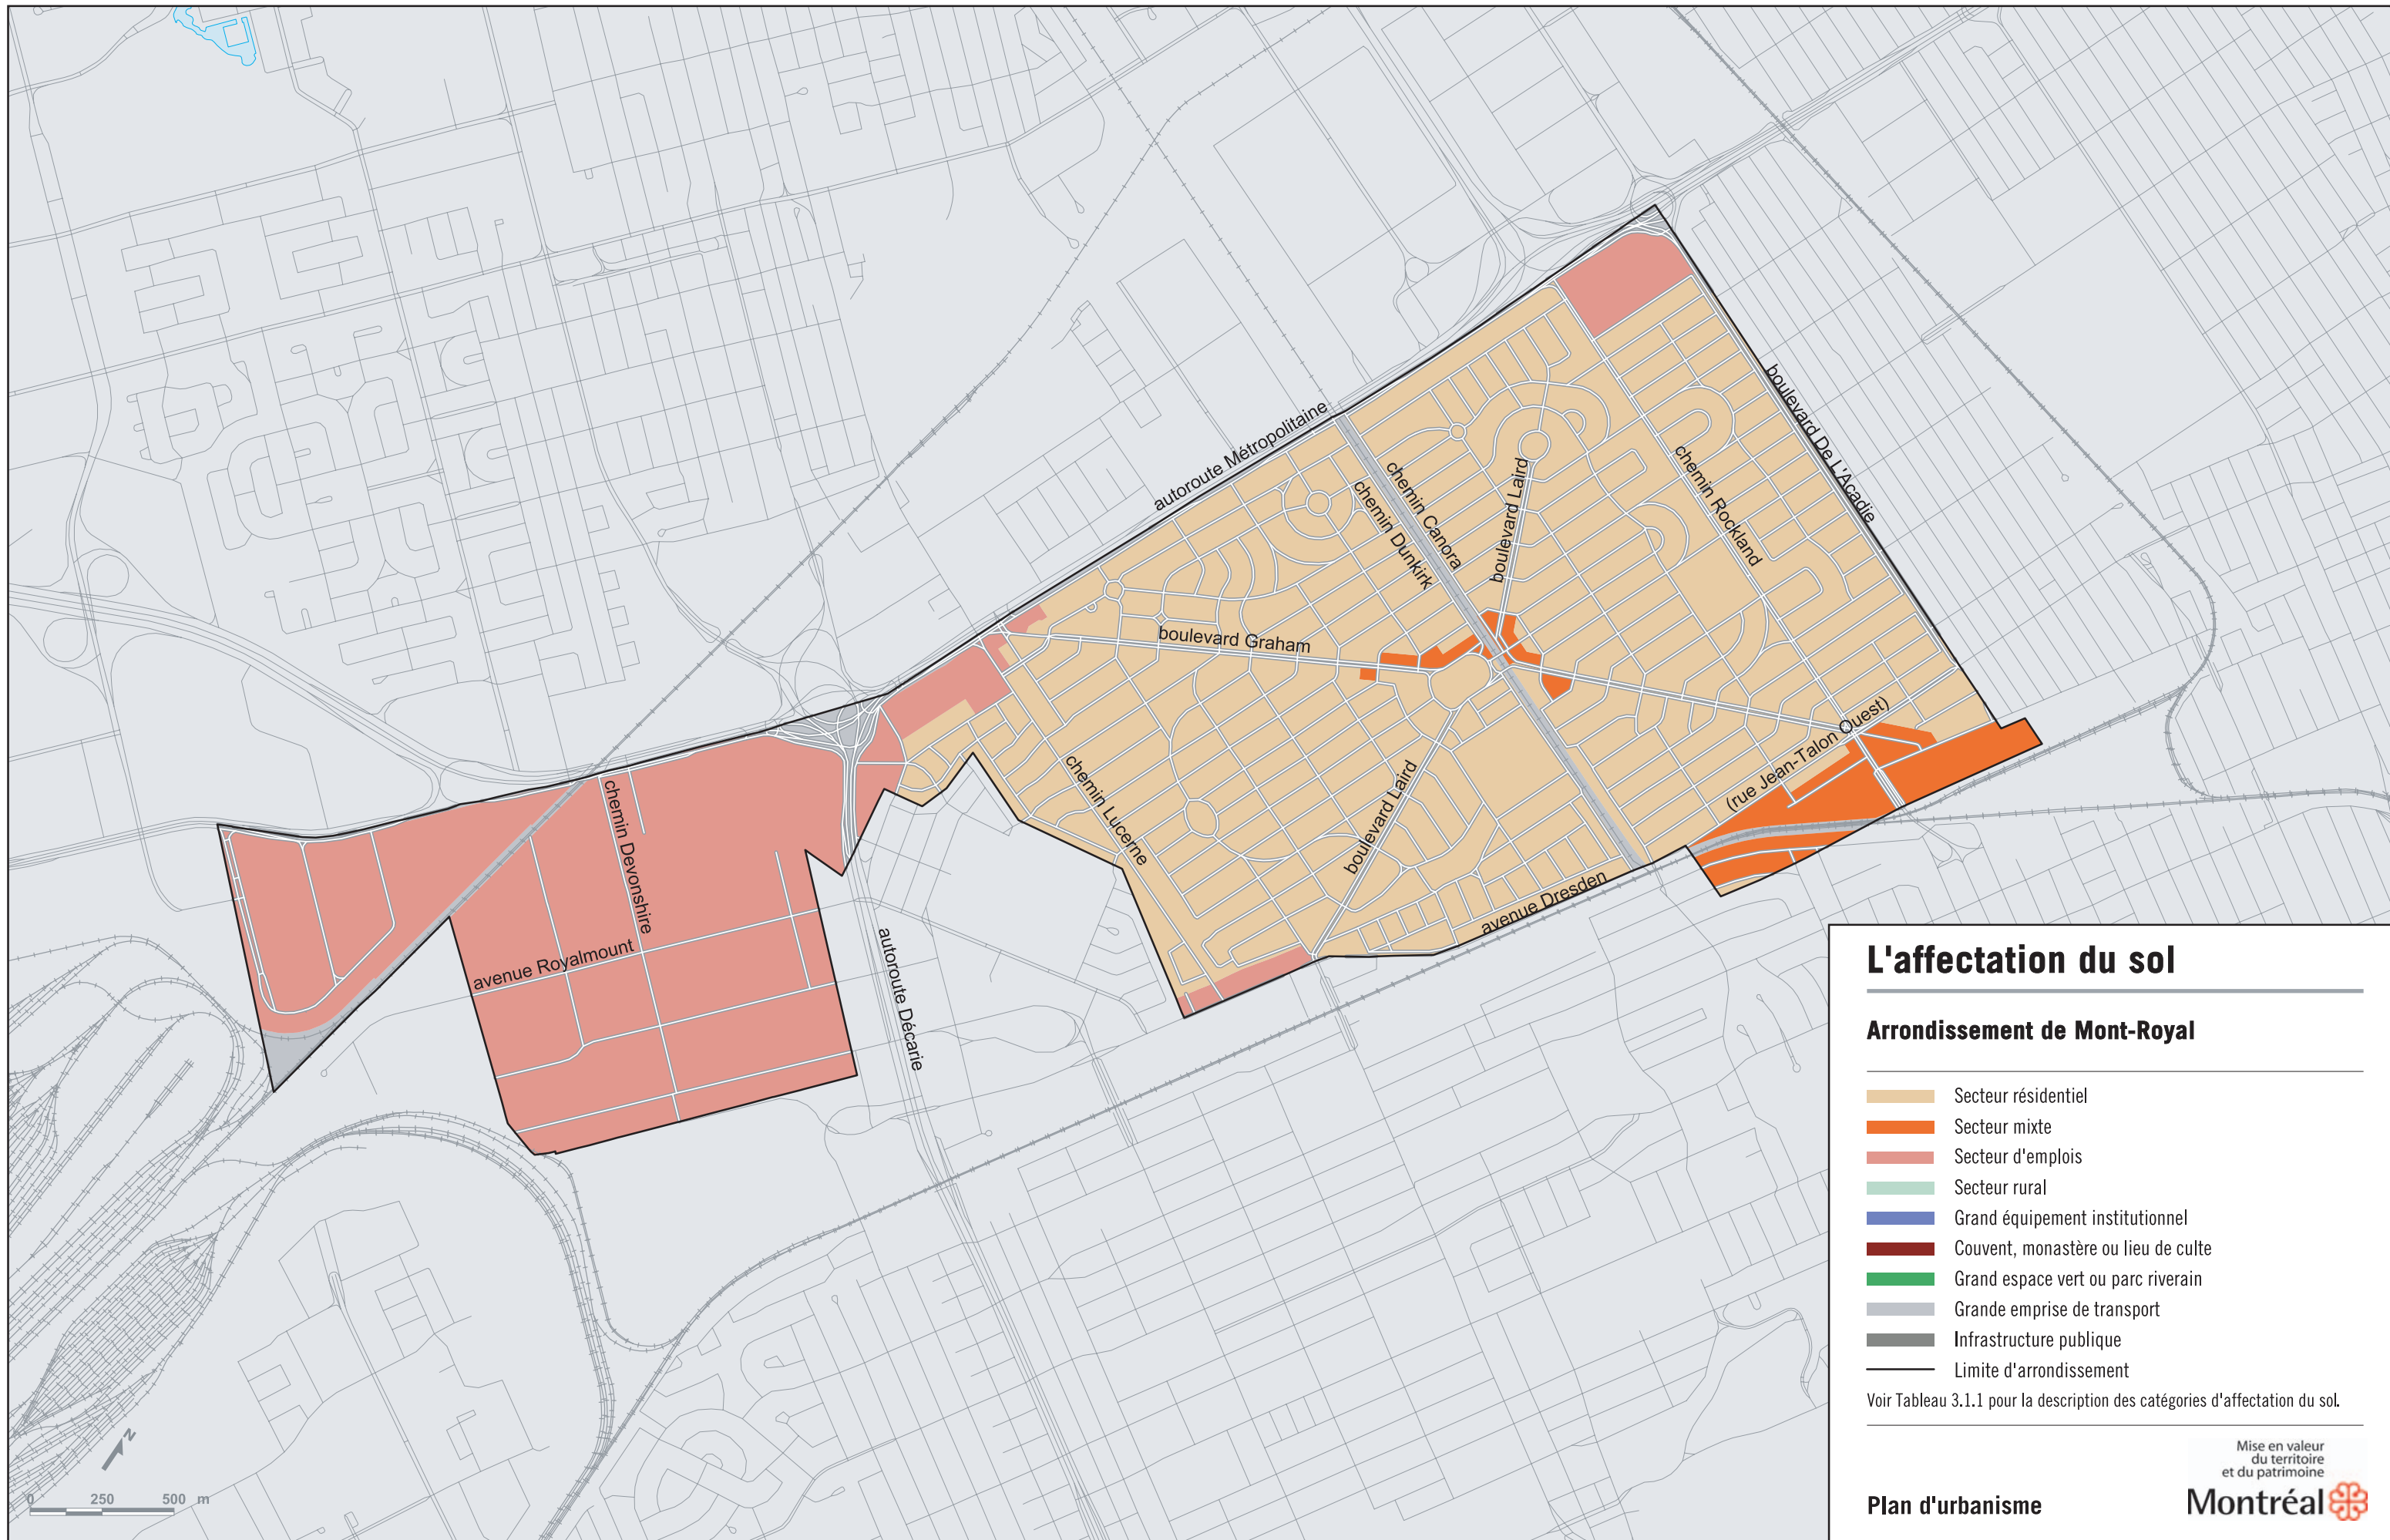 autoroute Métropolitaine
boulevard De L'Acadie
chemin Rockland
chemin Canora
chemin Dunkirk
boulevard Laird
boulevard Graham
(rue Jean-Talon Ouest)
chemin Lucerne
boulevard Laird
avenue Dresden
chemin Devonshire
avenue Royalmount
autoroute Décarie
L'affectation du sol
Arrondissement de Mont-Royal
Secteur résidentiel
Secteur mixte
Secteur d'emplois
Secteur rural
Grand équipement institutionnel
Couvent, monastère ou lieu de culte
Grand espace vert ou parc riverain
Grande emprise de transport
Infrastructure publique
Limite d'arrondissement
Voir Tableau 3.1.1 pour la description des catégories d'affectation du sol.
Mise en valeur
du territoire
et du patrimoine
Plan d'urbanisme
Montréal
N
0 250 500 m